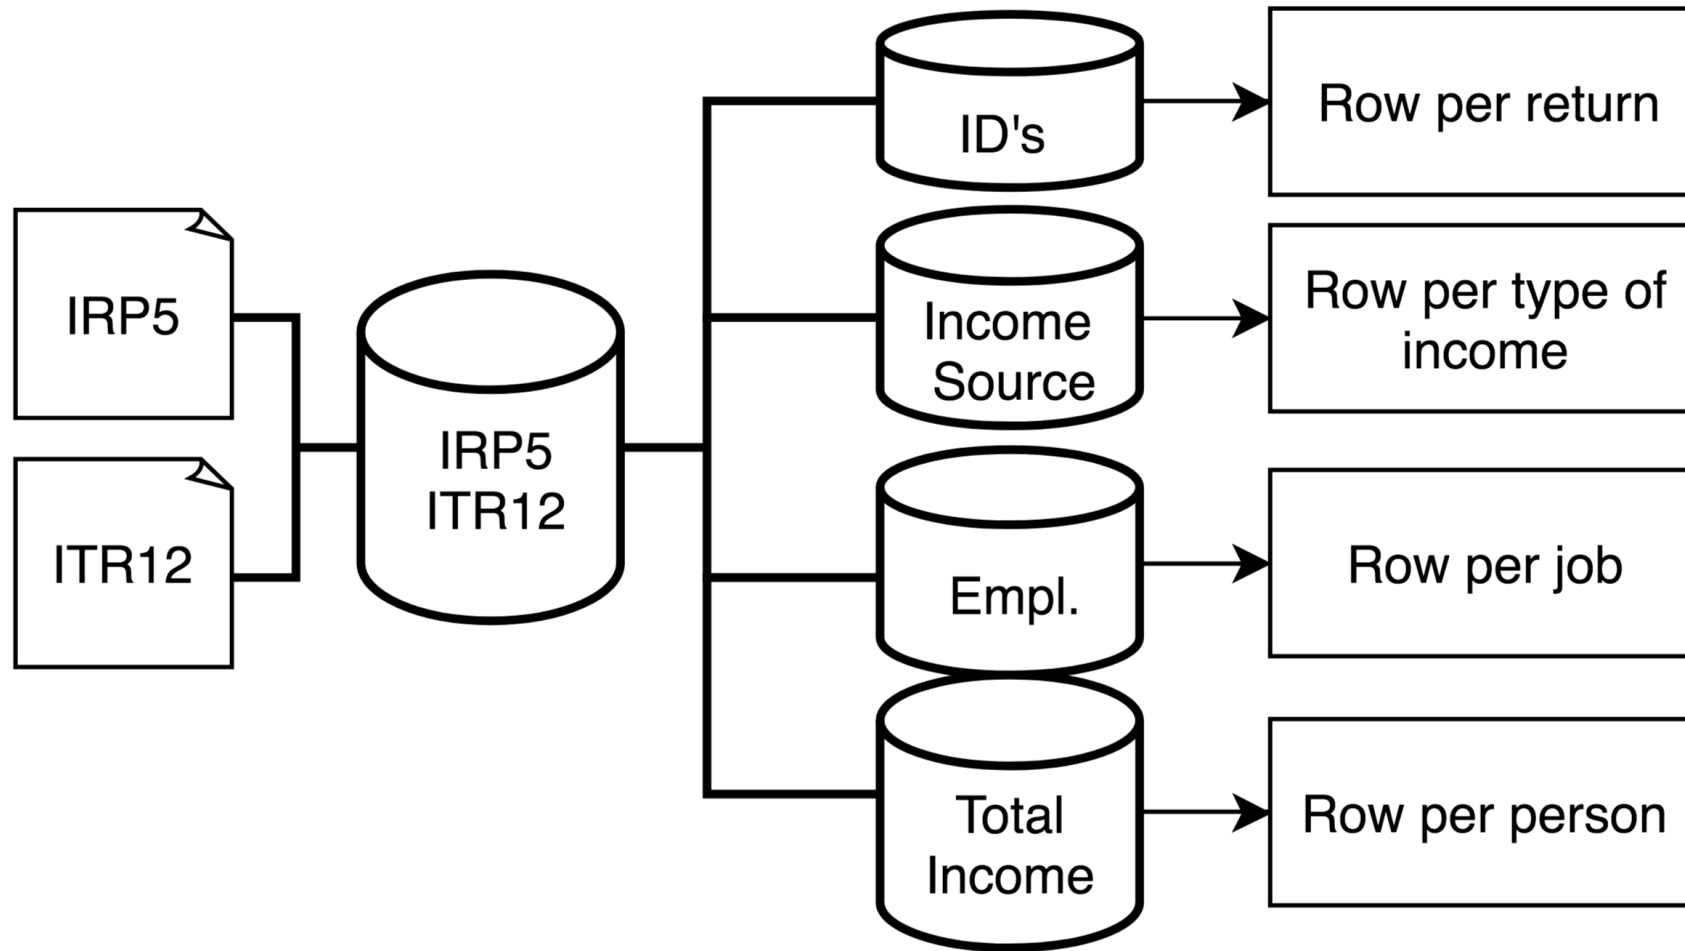 IRP5
ITR12
IRP5
ITR12
ID's
Income
Source
Empl.
Total
Income
Row per return
Row per type of
income
Row per job
Row per person